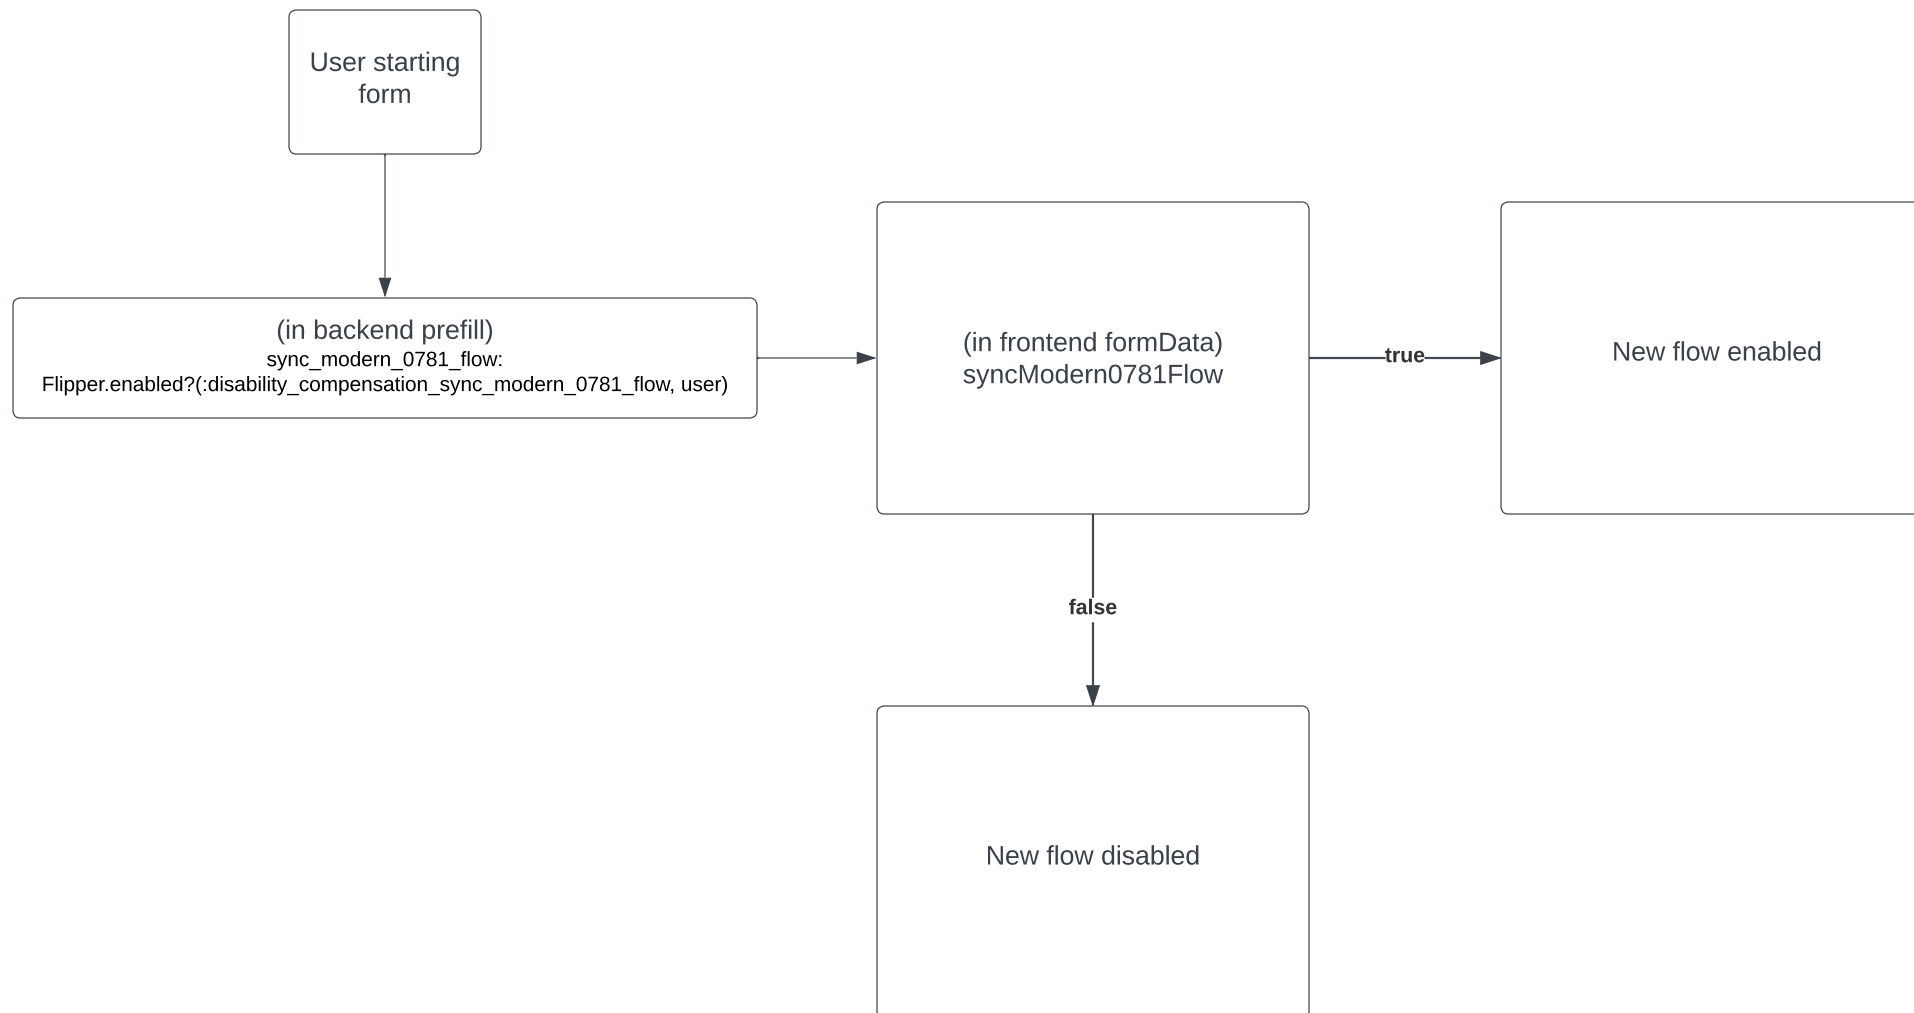 User starting
form
(in backend prefill)
sync_modern_0781_flow:
Flipper.enabled?(:disability_compensation_sync_modern_0781_flow, user)
(in frontend formData)
syncModern0781Flow
true
New flow enabled
false
New flow disabled